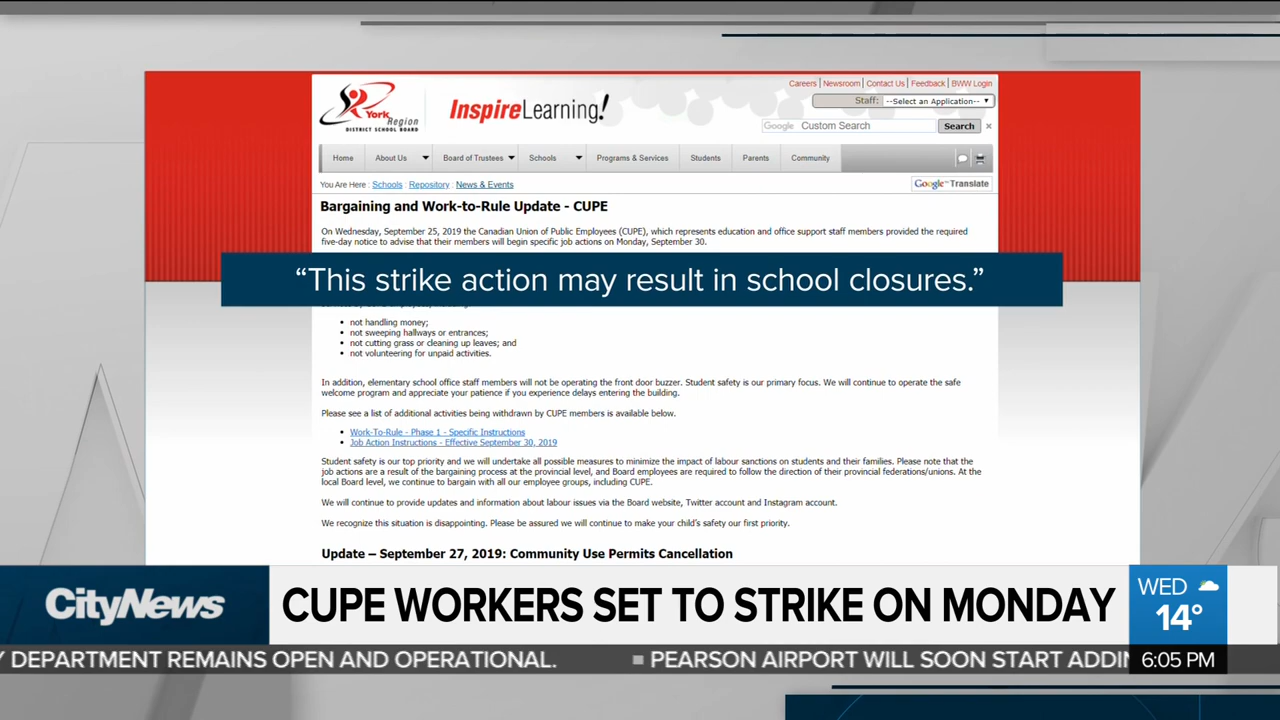 Careers | Newsroom | Contact Us | Feedback | BWW Login
York Region
DISTRICT SCHOOL BOARD
InspireLearning!
Staff: --Select an Application--
Google Custom Search Search ×
Home About Us Board of Trustees Schools Programs & Services Students Parents Community
You Are Here : Schools : Repository : News & Events
Google™ Translate
Bargaining and Work-to-Rule Update - CUPE
On Wednesday, September 25, 2019 the Canadian Union of Public Employees (CUPE), which represents education and office support staff members provided the required
five-day notice to advise that their members will begin specific job actions on Monday, September 30.
“This strike action may result in school closures.”
• not handling money;
• not sweeping hallways or entrances;
• not cutting grass or cleaning up leaves; and
• not volunteering for unpaid activities.
In addition, elementary school office staff members will not be operating the front door buzzer. Student safety is our primary focus. We will continue to operate the safe
welcome program and appreciate your patience if you experience delays entering the building.
Please see a list of additional activities being withdrawn by CUPE members is available below.
• Work-To-Rule - Phase 1 - Specific Instructions
• Job Action Instructions - Effective September 30, 2019
Student safety is our top priority and we will undertake all possible measures to minimize the impact of labour sanctions on students and their families. Please note that the
job actions are a result of the bargaining process at the provincial level, and Board employees are required to follow the direction of their provincial federations/unions. At the
local Board level, we continue to bargain with all our employee groups, including CUPE.
We will continue to provide updates and information about labour issues via the Board website, Twitter account and Instagram account.
We recognize this situation is disappointing. Please be assured we will continue to make your child's safety our first priority.
Update – September 27, 2019: Community Use Permits Cancellation
CityNews
CUPE WORKERS SET TO STRIKE ON MONDAY
WED
14°
Y DEPARTMENT REMAINS OPEN AND OPERATIONAL. ■ PEARSON AIRPORT WILL SOON START ADDIN
6:05 PM